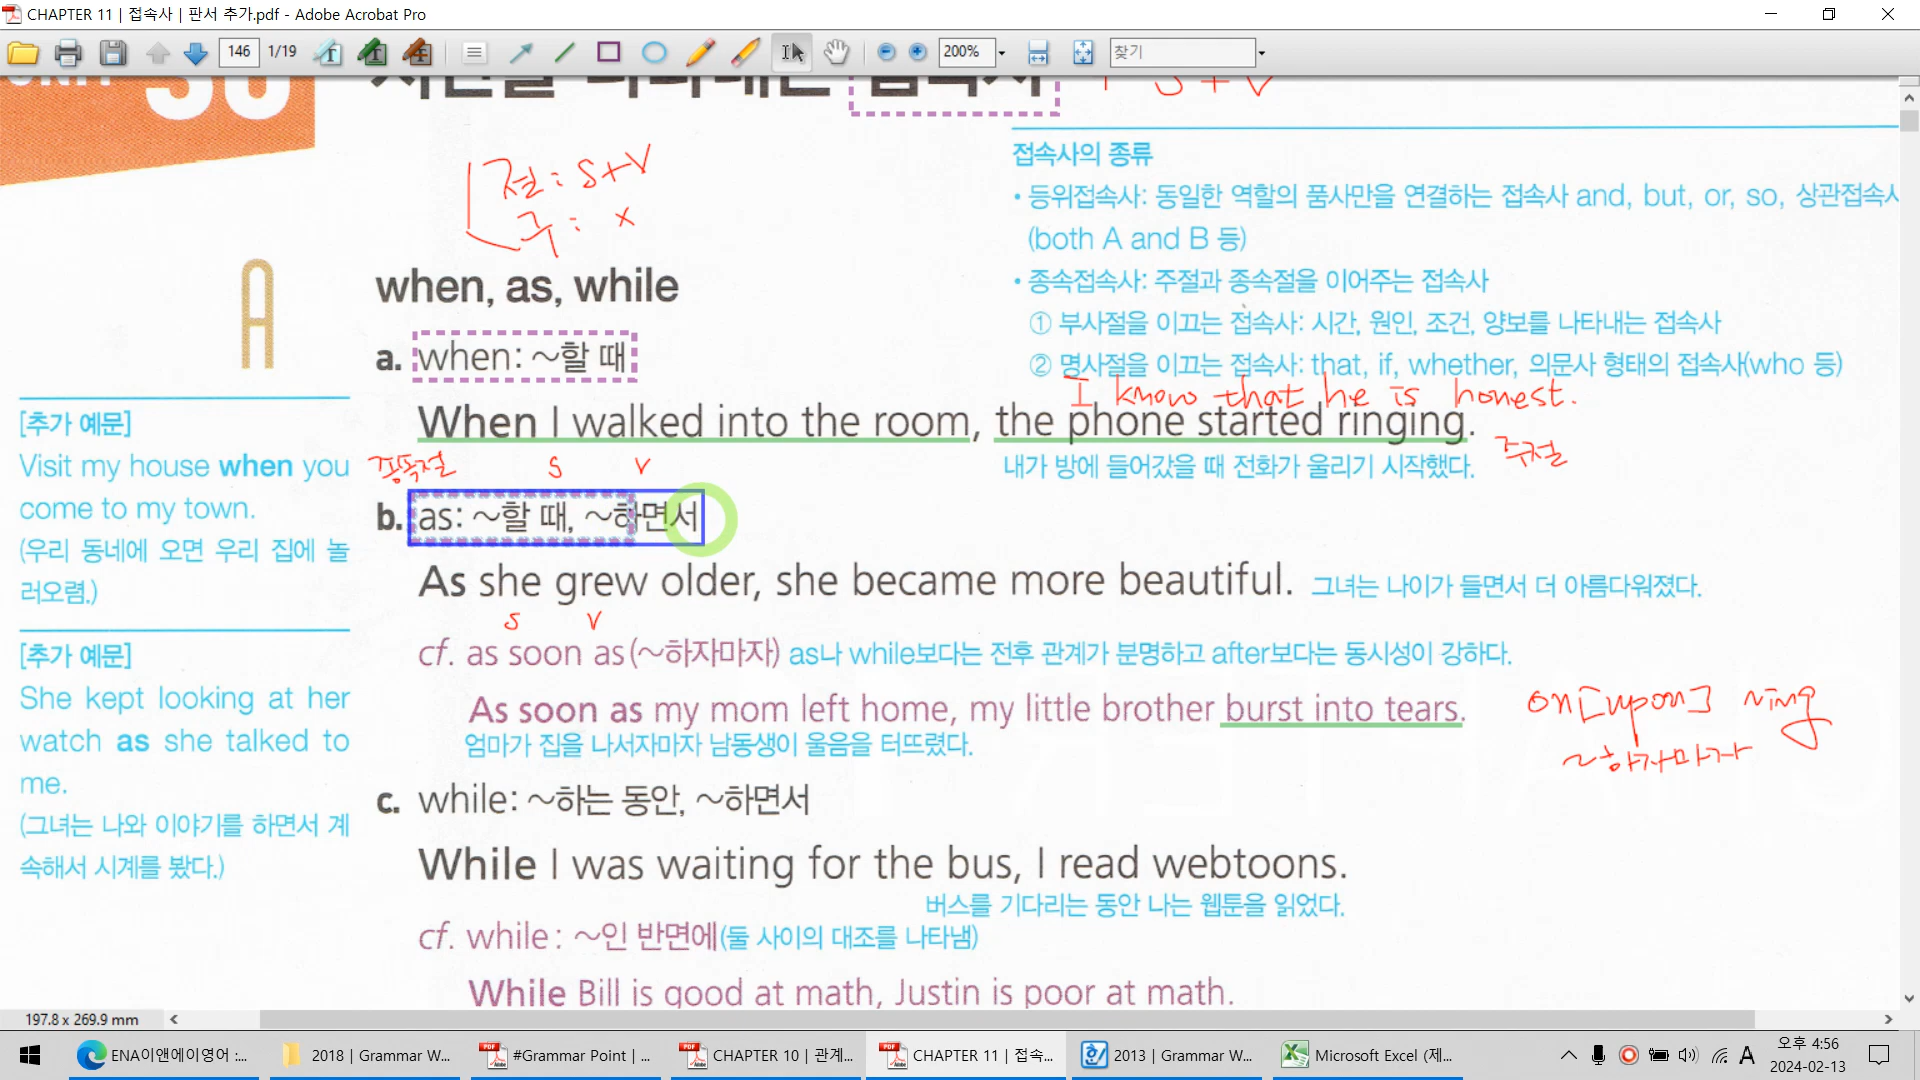 CHAPTER 11 | 접속사 | 판서 추가.pdf - Adobe Acrobat Pro
146 1/19 200% 찾기
UNIT 30 시간을 나타내는 접속사 + S + V
절: S+V
구: x
접속사의 종류
• 등위접속사: 동일한 역할의 품사만을 연결하는 접속사 and, but, or, so, 상관접속사
(both A and B 등)
• 종속접속사: 주절과 종속절을 이어주는 접속사
① 부사절을 이끄는 접속사: 시간, 원인, 조건, 양보를 나타내는 접속사
② 명사절을 이끄는 접속사: that, if, whether, 의문사 형태의 접속사(who 등)
I know that he is honest.
A
when, as, while
a. when: ~할 때
When I walked into the room, the phone started ringing.
종속절 S V
내가 방에 들어갔을 때 전화가 울리기 시작했다.
주절
b. as: ~할 때, ~하면서
As she grew older, she became more beautiful. 그녀는 나이가 들면서 더 아름다워졌다.
S V
cf. as soon as(~하자마자) as나 while보다는 전후 관계가 분명하고 after보다는 동시성이 강하다.
As soon as my mom left home, my little brother burst into tears.
엄마가 집을 나서자마자 남동생이 울음을 터뜨렸다.
on[upon] ~ing
~하자마자
c. while: ~하는 동안, ~하면서
While I was waiting for the bus, I read webtoons.
버스를 기다리는 동안 나는 웹툰을 읽었다.
cf. while : ~인 반면에(둘 사이의 대조를 나타냄)
While Bill is good at math, Justin is poor at math.
[추가 예문]
Visit my house when you
come to my town.
(우리 동네에 오면 우리 집에 놀
러오렴.)
[추가 예문]
She kept looking at her
watch as she talked to
me.
(그녀는 나와 이야기를 하면서 계
속해서 시계를 봤다.)
197.8 x 269.9 mm
ENA이앤에이영어 :...
2018 | Grammar W...
#Grammar Point | ...
CHAPTER 10 | 관계...
CHAPTER 11 | 접속...
2013 | Grammar W...
Microsoft Excel (제...
A
오후 4:56
2024-02-13